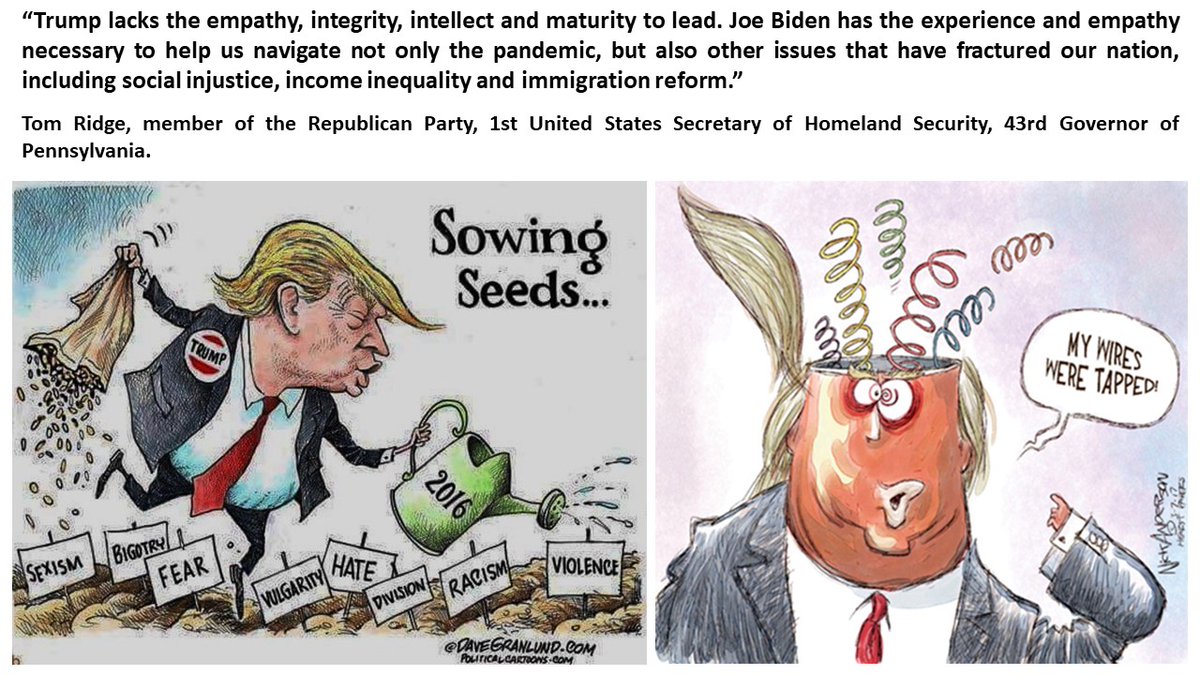 “Trump lacks the empathy, integrity, intellect and maturity to lead. Joe Biden has the experience and empathy
necessary to help us navigate not only the pandemic, but also other issues that have fractured our nation,
including social injustice, income inequality and immigration reform.”
Tom Ridge, member of the Republican Party, 1st United States Secretary of Homeland Security, 43rd Governor of
Pennsylvania.
Sowing
Seeds...
TRUMP
2016
SEXISM
BIGOTRY
FEAR
VULGARITY
HATE
DIVISION
RACISM
VIOLENCE
@DAVEGRANLUND.COM
POLITICALCARTOONS.COM
MY WIRES
WERE TAPPED!
NICK ANDERSON